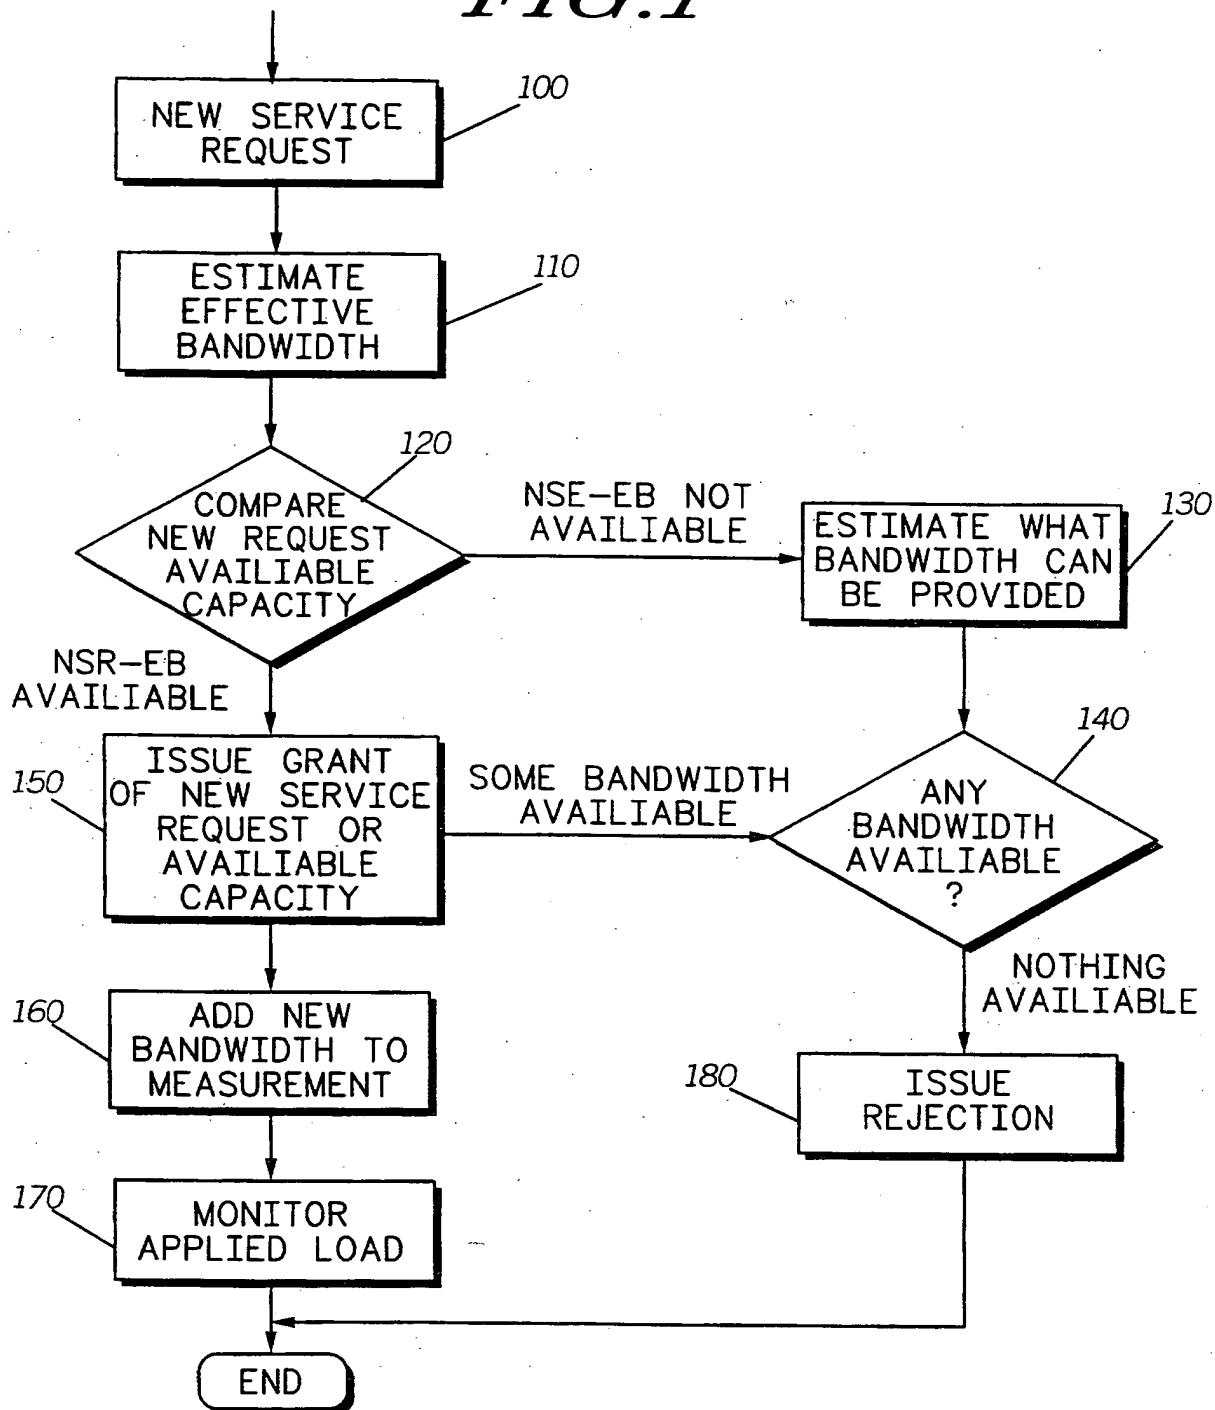 FIG.1
NEW SERVICE
REQUEST
100
ESTIMATE
EFFECTIVE
BANDWIDTH
110
COMPARE
NEW REQUEST
AVAILIABLE
CAPACITY
120
NSE-EB NOT
AVAILIABLE
ESTIMATE WHAT
BANDWIDTH CAN
BE PROVIDED
130
NSR-EB
AVAILIABLE
150
ISSUE GRANT
OF NEW SERVICE
REQUEST OR
AVAILIABLE
CAPACITY
SOME BANDWIDTH
AVAILIABLE
ANY
BANDWIDTH
AVAILIABLE
?
140
NOTHING
AVAILIABLE
160
ADD NEW
BANDWIDTH TO
MEASUREMENT
180
ISSUE
REJECTION
170
MONITOR
APPLIED LOAD
END